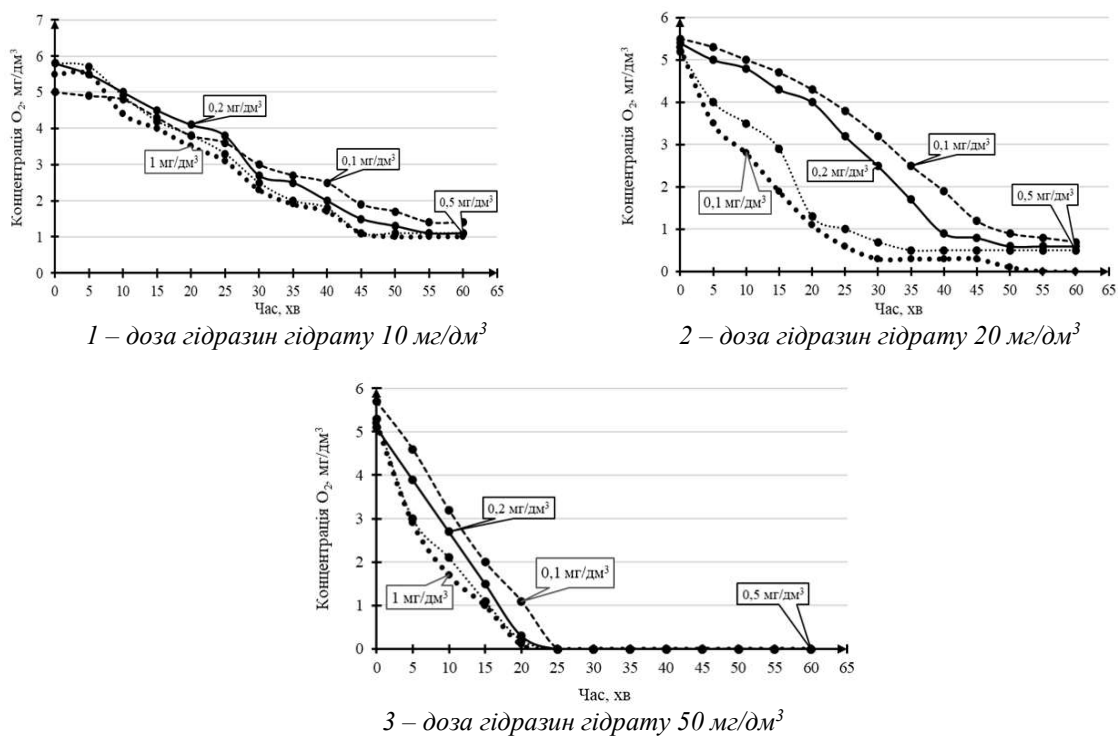 7
6
5
4
3
2
1
0
Концентрація O₂, мг/дм³
0,2 мг/дм³
1 мг/дм³
0,1 мг/дм³
0,5 мг/дм³
0 5 10 15 20 25 30 35 40 45 50 55 60 65
Час, хв
1 – доза гідразин гідрату 10 мг/дм³
6
5
4
3
2
1
0
Концентрація O₂, мг/дм³
0,1 мг/дм³
0,2 мг/дм³
0,1 мг/дм³
0,5 мг/дм³
0 5 10 15 20 25 30 35 40 45 50 55 60 65
Час, хв
2 – доза гідразин гідрату 20 мг/дм³
6
5
4
3
2
1
0
Концентрація O₂, мг/дм³
0,2 мг/дм³
1 мг/дм³
0,1 мг/дм³
0,5 мг/дм³
0 5 10 15 20 25 30 35 40 45 50 55 60 65
Час, хв
3 – доза гідразин гідрату 50 мг/дм³